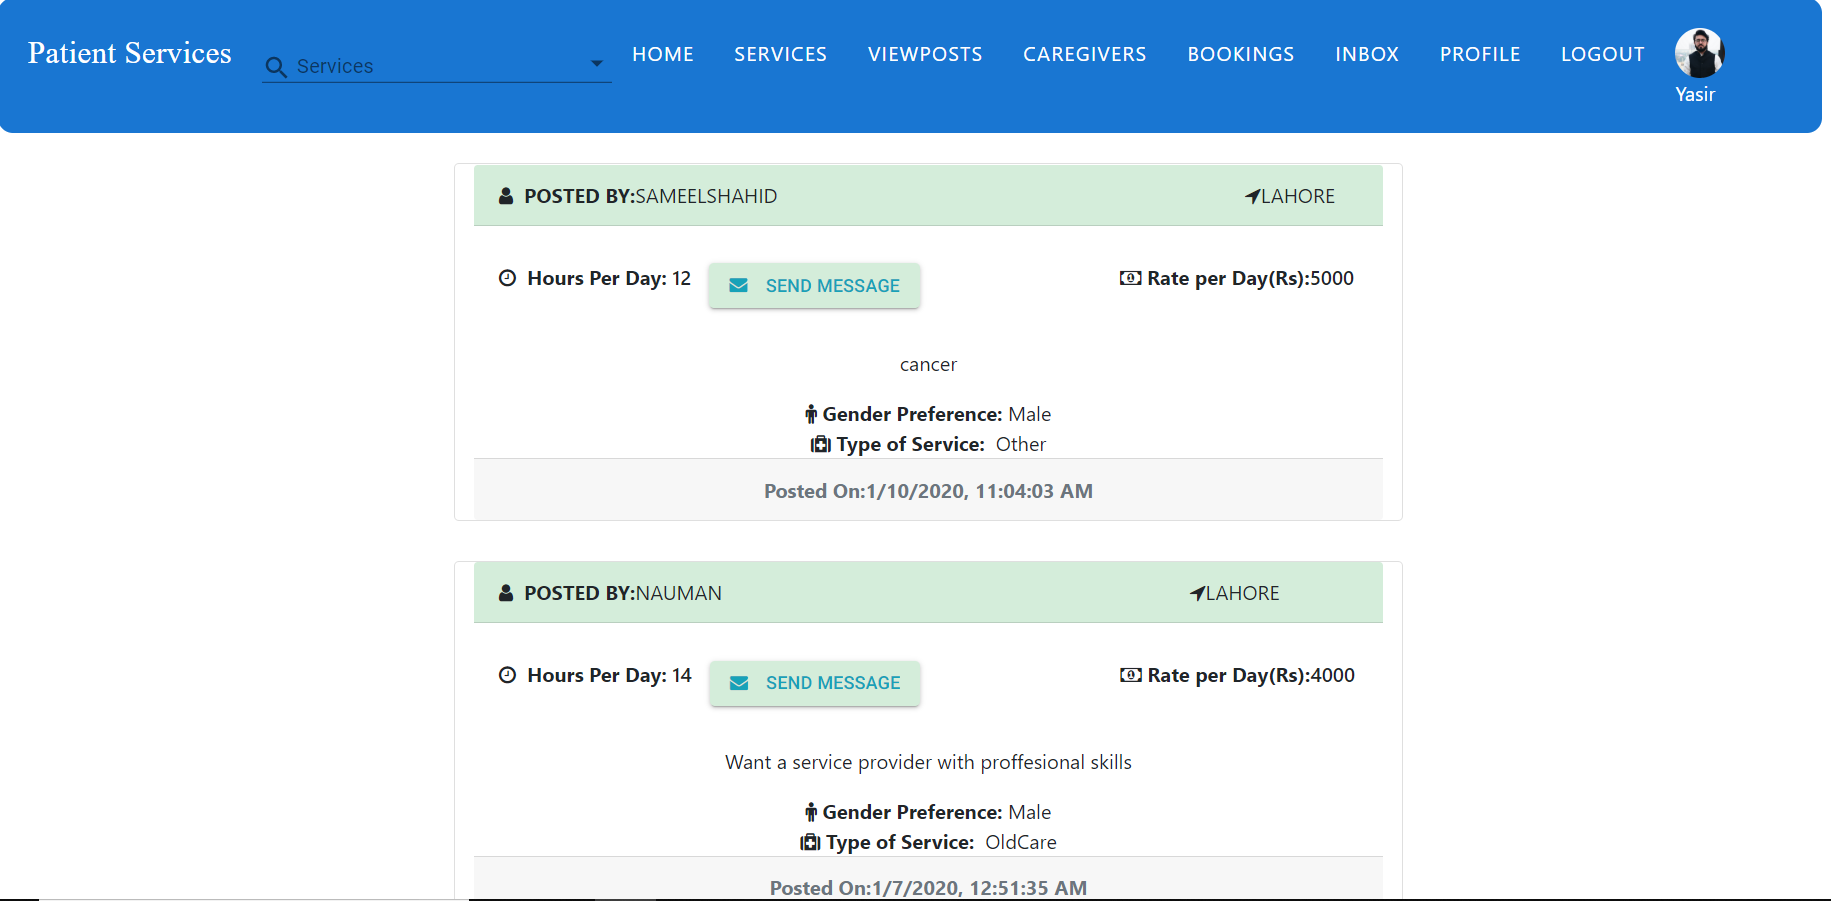 Patient Services
Services
HOME SERVICES VIEWPOSTS CAREGIVERS BOOKINGS INBOX PROFILE LOGOUT
Yasir
POSTED BY:SAMEELSHAHID LAHORE
Hours Per Day: 12 SEND MESSAGE Rate per Day(Rs):5000
cancer
Gender Preference: Male
Type of Service: Other
Posted On:1/10/2020, 11:04:03 AM
POSTED BY:NAUMAN LAHORE
Hours Per Day: 14 SEND MESSAGE Rate per Day(Rs):4000
Want a service provider with proffesional skills
Gender Preference: Male
Type of Service: OldCare
Posted On:1/7/2020, 12:51:35 AM